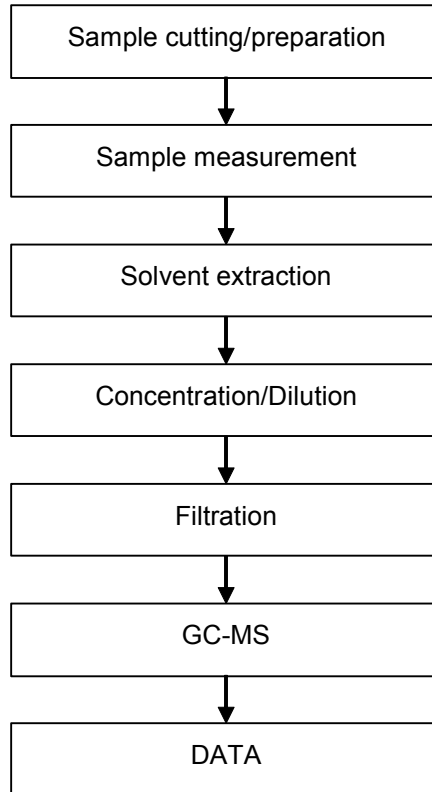 Sample cutting/preparation
Sample measurement
Solvent extraction
Concentration/Dilution
Filtration
GC-MS
DATA